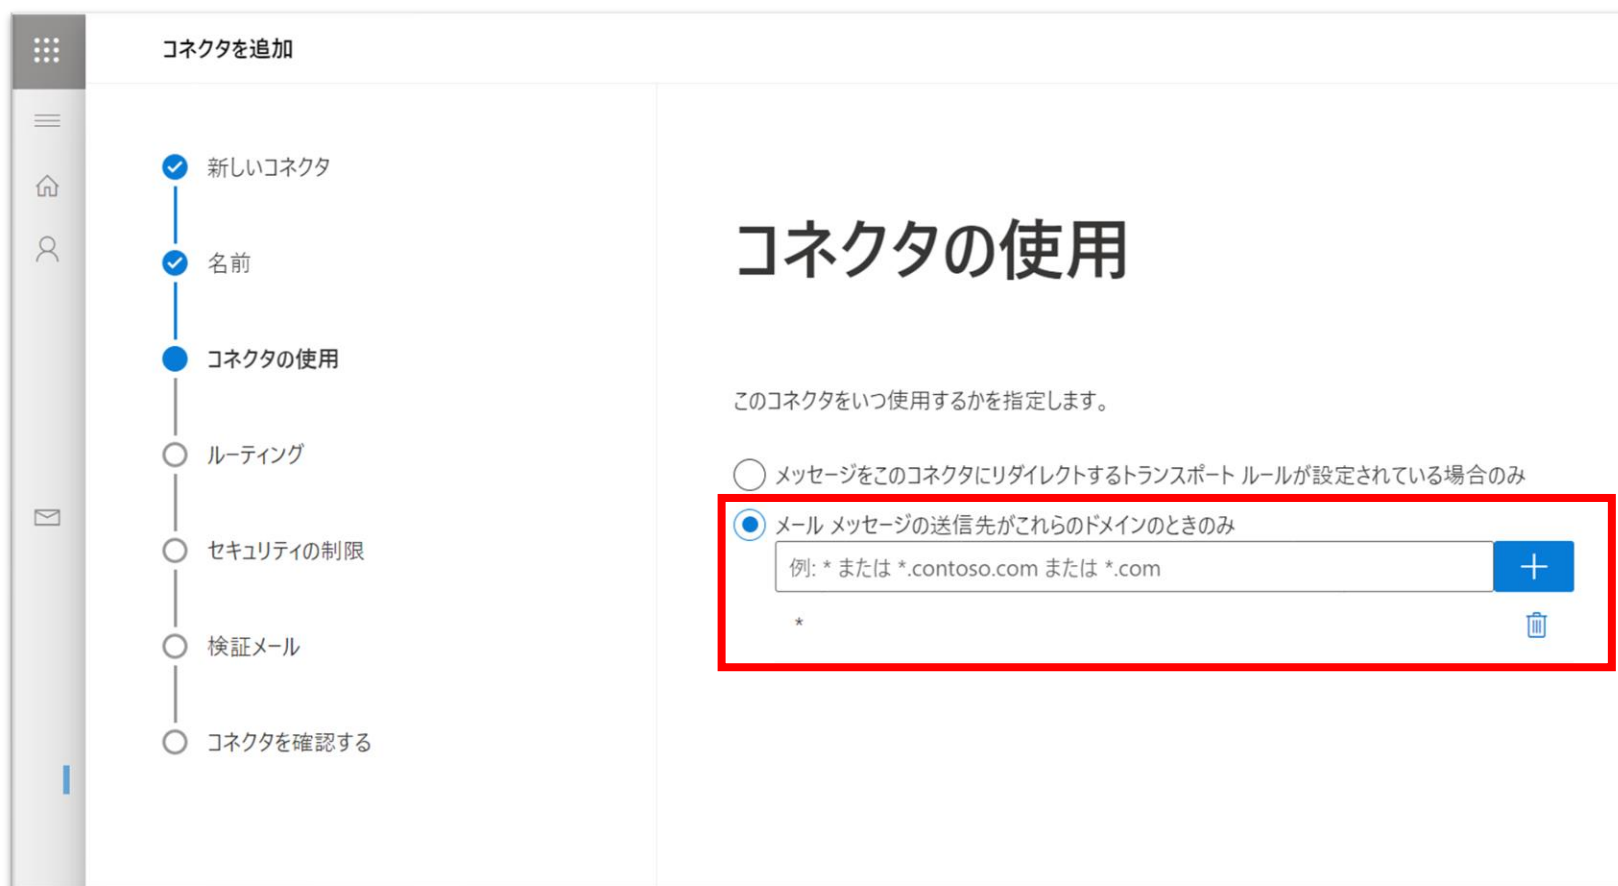 コネクタを追加
新しいコネクタ
名前
コネクタの使用
ルーティング
セキュリティの制限
検証メール
コネクタを確認する
コネクタの使用
このコネクタをいつ使用するかを指定します。
メッセージをこのコネクタにリダイレクトするトランスポート ルールが設定されている場合のみ
メール メッセージの送信先がこれらのドメインのときのみ
例: * または *.contoso.com または *.com
*